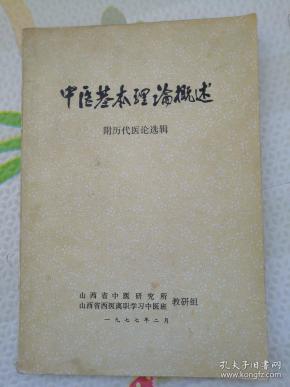 中医基本理论概述
附历代医论选辑
山西省中医研究所
山西省西医离职学习中医班 教研组
一九七七年二月
孔夫子旧书网